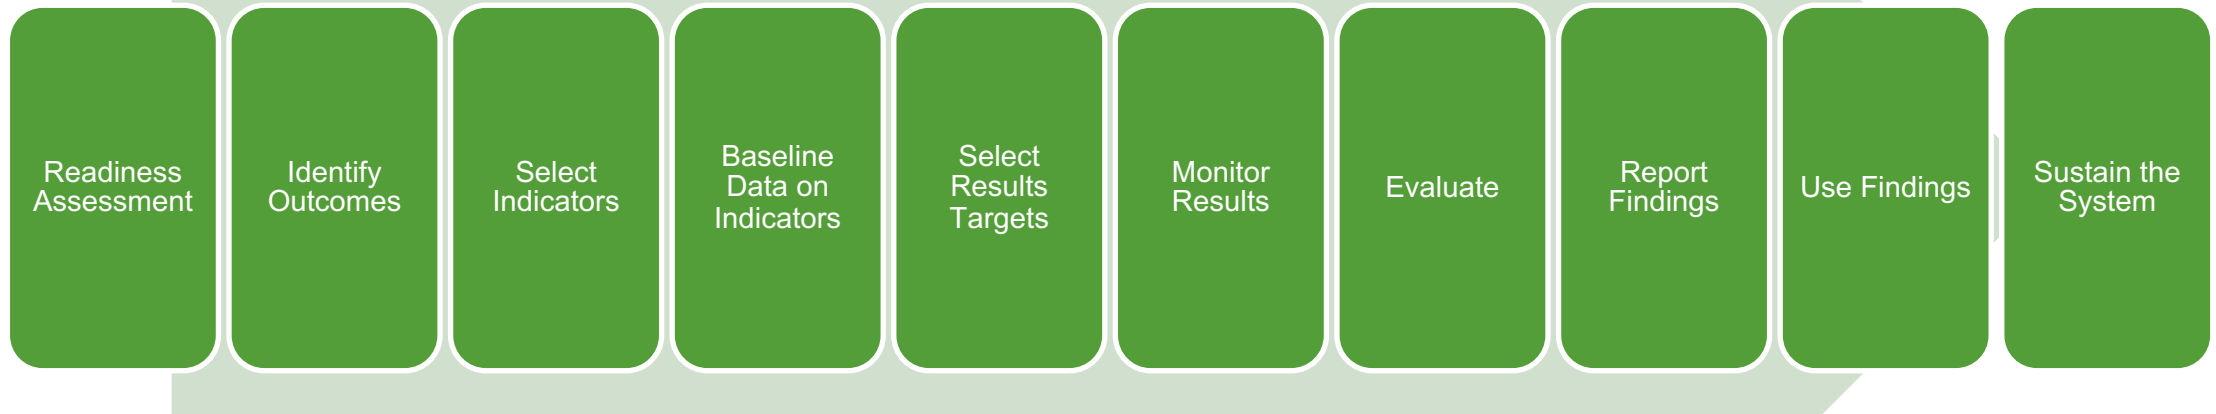 Readiness
Assessment
Identify
Outcomes
Select
Indicators
Baseline
Data on
Indicators
Select
Results
Targets
Monitor
Results
Evaluate
Report
Findings
Use Findings
Sustain the
System